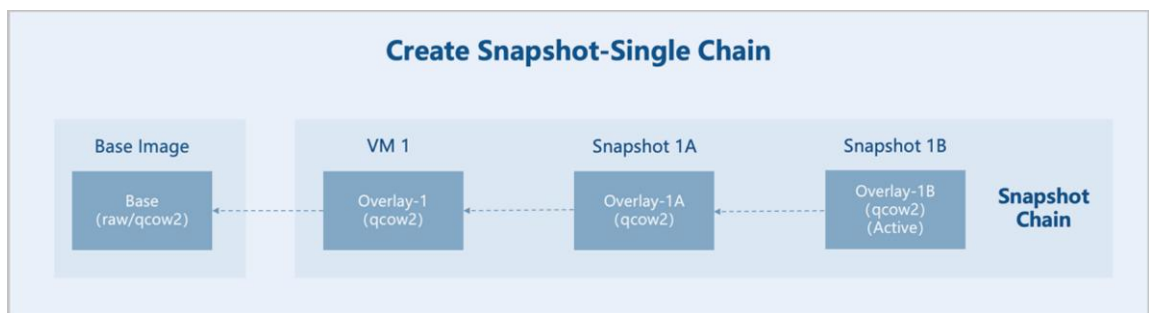 Create Snapshot-Single Chain
Base Image
VM 1
Snapshot 1A
Snapshot 1B
Base
(raw/qcow2)
Overlay-1
(qcow2)
Overlay-1A
(qcow2)
Overlay-1B
(qcow2)
(Active)
Snapshot
Chain